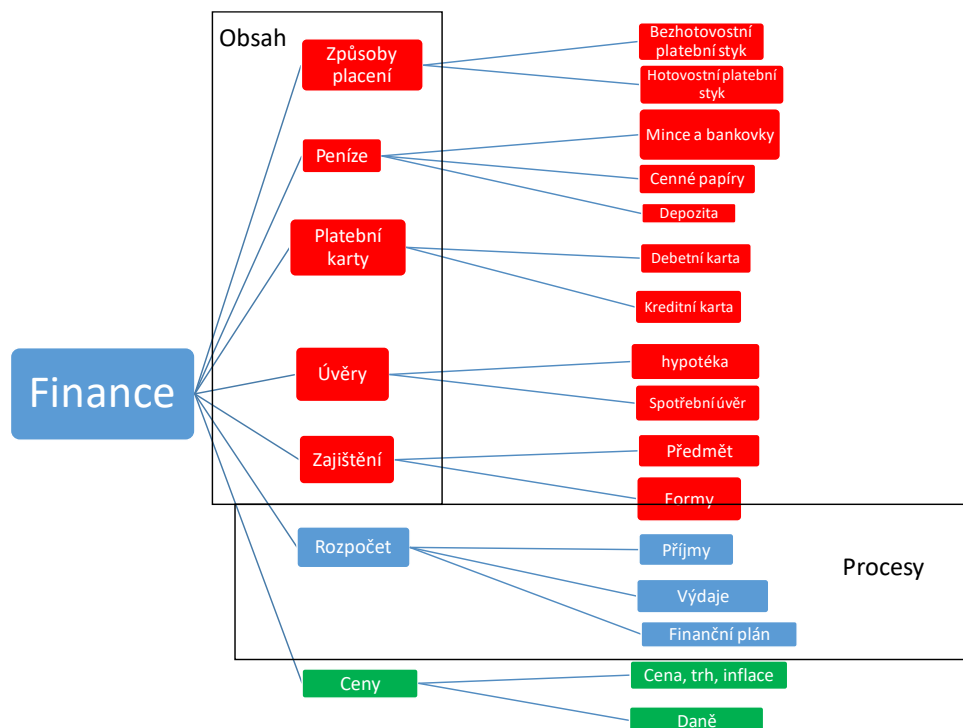 Obsah
Finance
Způsoby
placení
Bezhotovostní
platební styk
Hotovostní platební
styk
Peníze
Mince a bankovky
Cenné papíry
Depozita
Platební
karty
Debetní karta
Kreditní karta
Úvěry
hypotéka
Spotřební úvěr
Zajištění
Předmět
Formy
Rozpočet
Příjmy
Výdaje
Finanční plán
Procesy
Ceny
Cena, trh, inflace
Daně